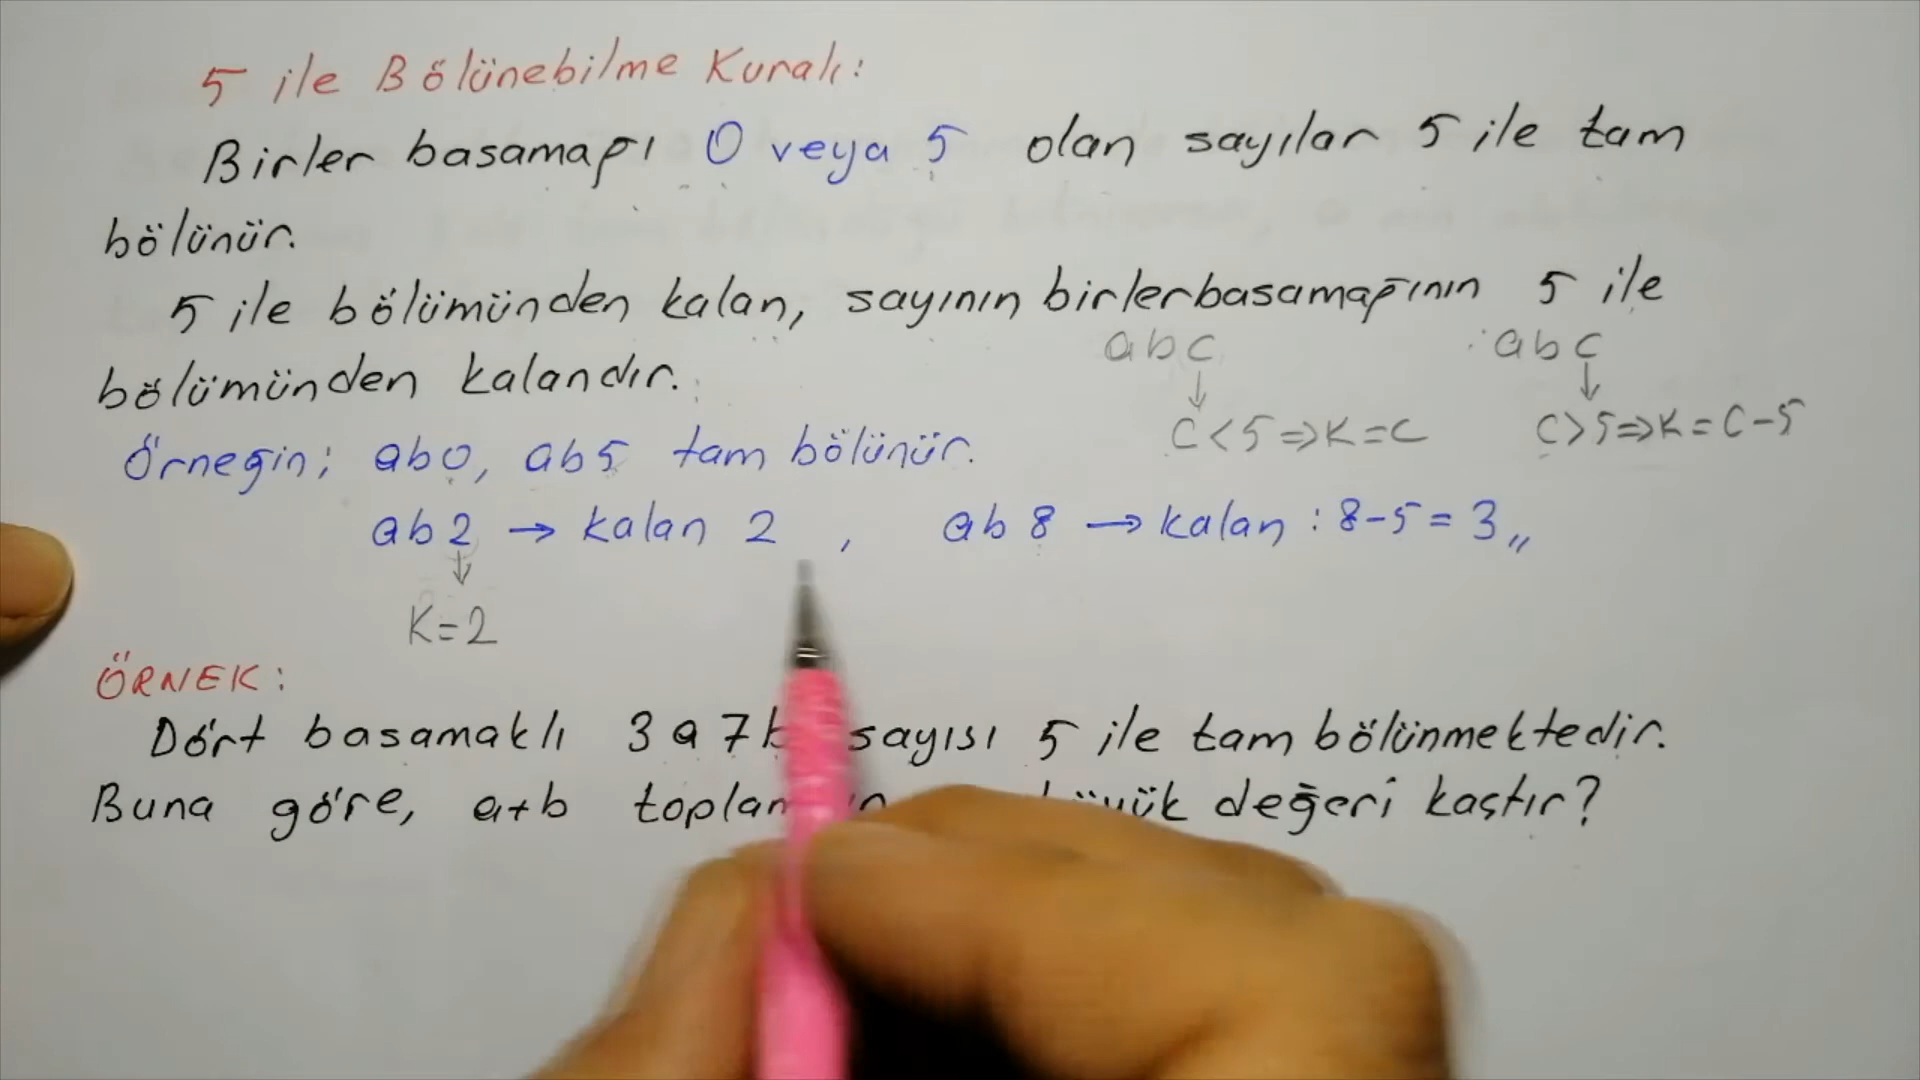 5 ile Bölünebilme Kuralı:
Birler basamağı 0 veya 5 olan sayılar 5 ile tam
bölünür.
5 ile bölümünden kalan, sayının birlerbasamağının 5 ile
abc abc
bölümünden kalandır.
↓ ↓
c<5⇒K=c c>5⇒K=c-5
Örneğin; ab0, ab5 tam bölünür.
ab2 → kalan 2 , ab8 → kalan : 8-5=3,,
↓
K=2
ÖRNEK:
Dört basamaklı 3a7b sayısı 5 ile tam bölünmektedir.
Buna göre, a+b değeri kaçtır?